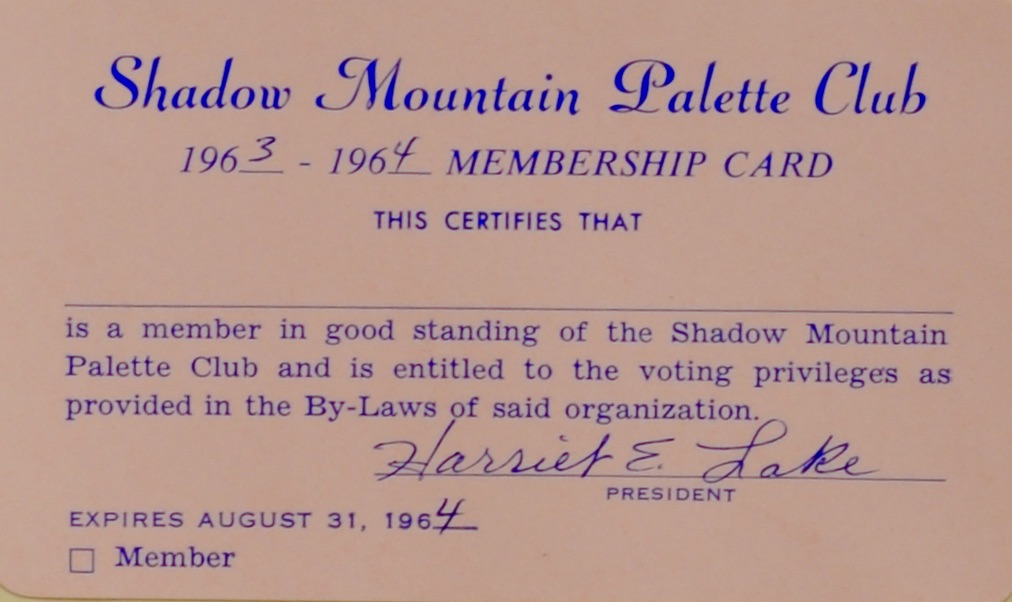 Shadow Mountain Palette Club
1963 - 1964 MEMBERSHIP CARD
THIS CERTIFIES THAT
is a member in good standing of the Shadow Mountain
Palette Club and is entitled to the voting privileges as
provided in the By-Laws of said organization.
Harriet E. Lake
PRESIDENT
EXPIRES AUGUST 31, 1964
Member